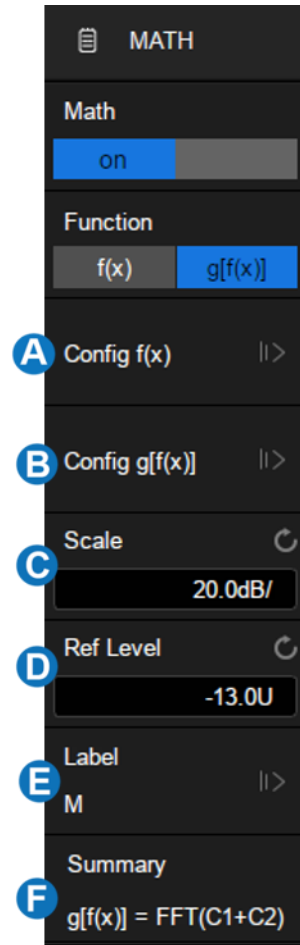 MATH
Math
on
Function
f(x) g[f(x)]
A Config f(x)
B Config g[f(x)]
Scale
C
20.0dB/
Ref Level
D
-13.0U
Label
E
M
Summary
F
g[f(x)] = FFT(C1+C2)